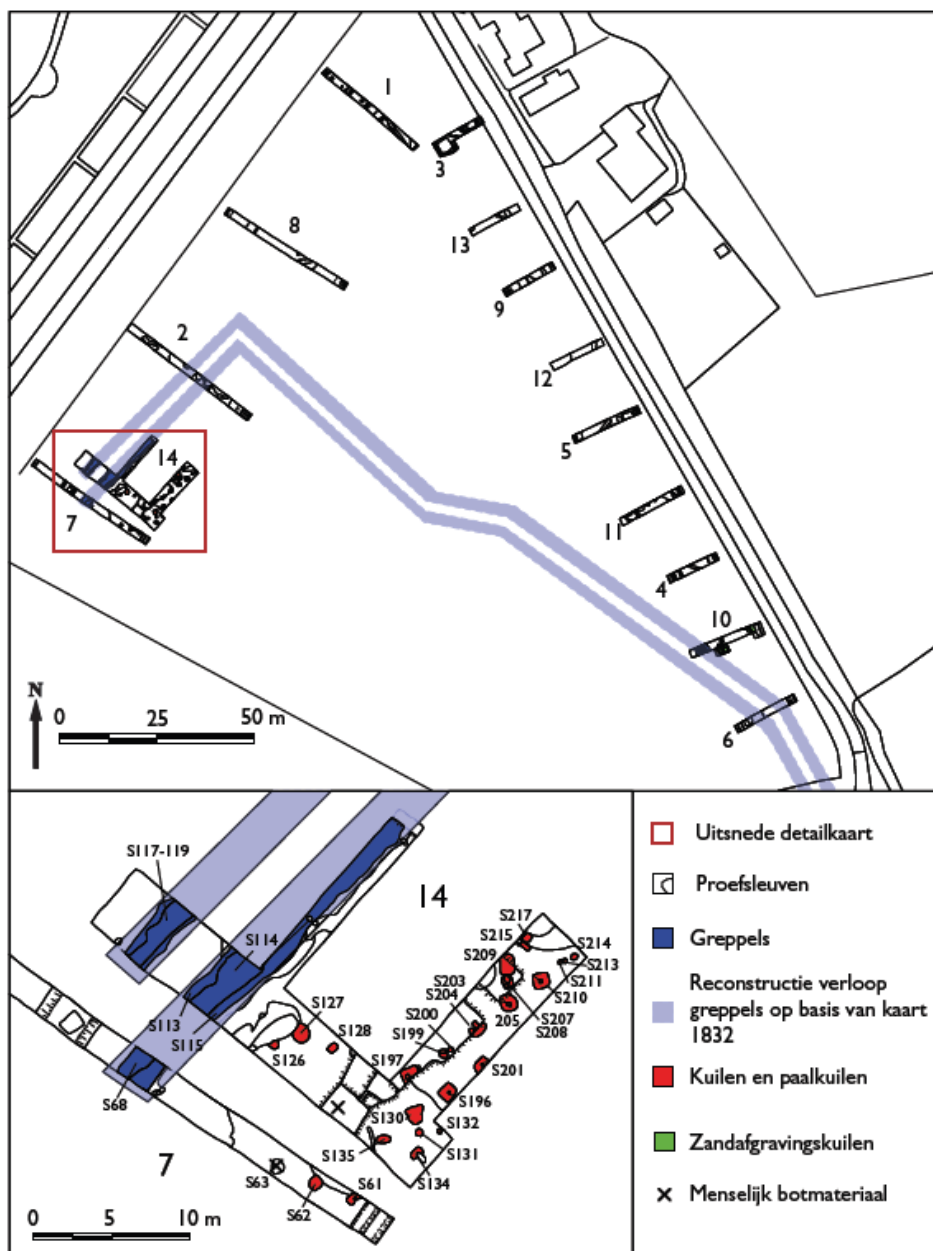 1
3
8
13
9
2
12
14
5
7
11
4
10
6
N
0 25 50 m
S117-119
S114
14
S217
S215
S209
S214
S213
S203
S211
S204
S210
S127
S200
S207
205
S208
S113
S128
S199
S115
S126
S197
S201
S68
S196
S130
S132
S131
S135
S134
7
S63
S61
S62
0 5 10 m
Uitsnede detailkaart
Proefsleuven
Greppels
Reconstructie verloop
greppels op basis van kaart
1832
Kuilen en paalkuilen
Zandafgravingskuilen
Menselijk botmateriaal